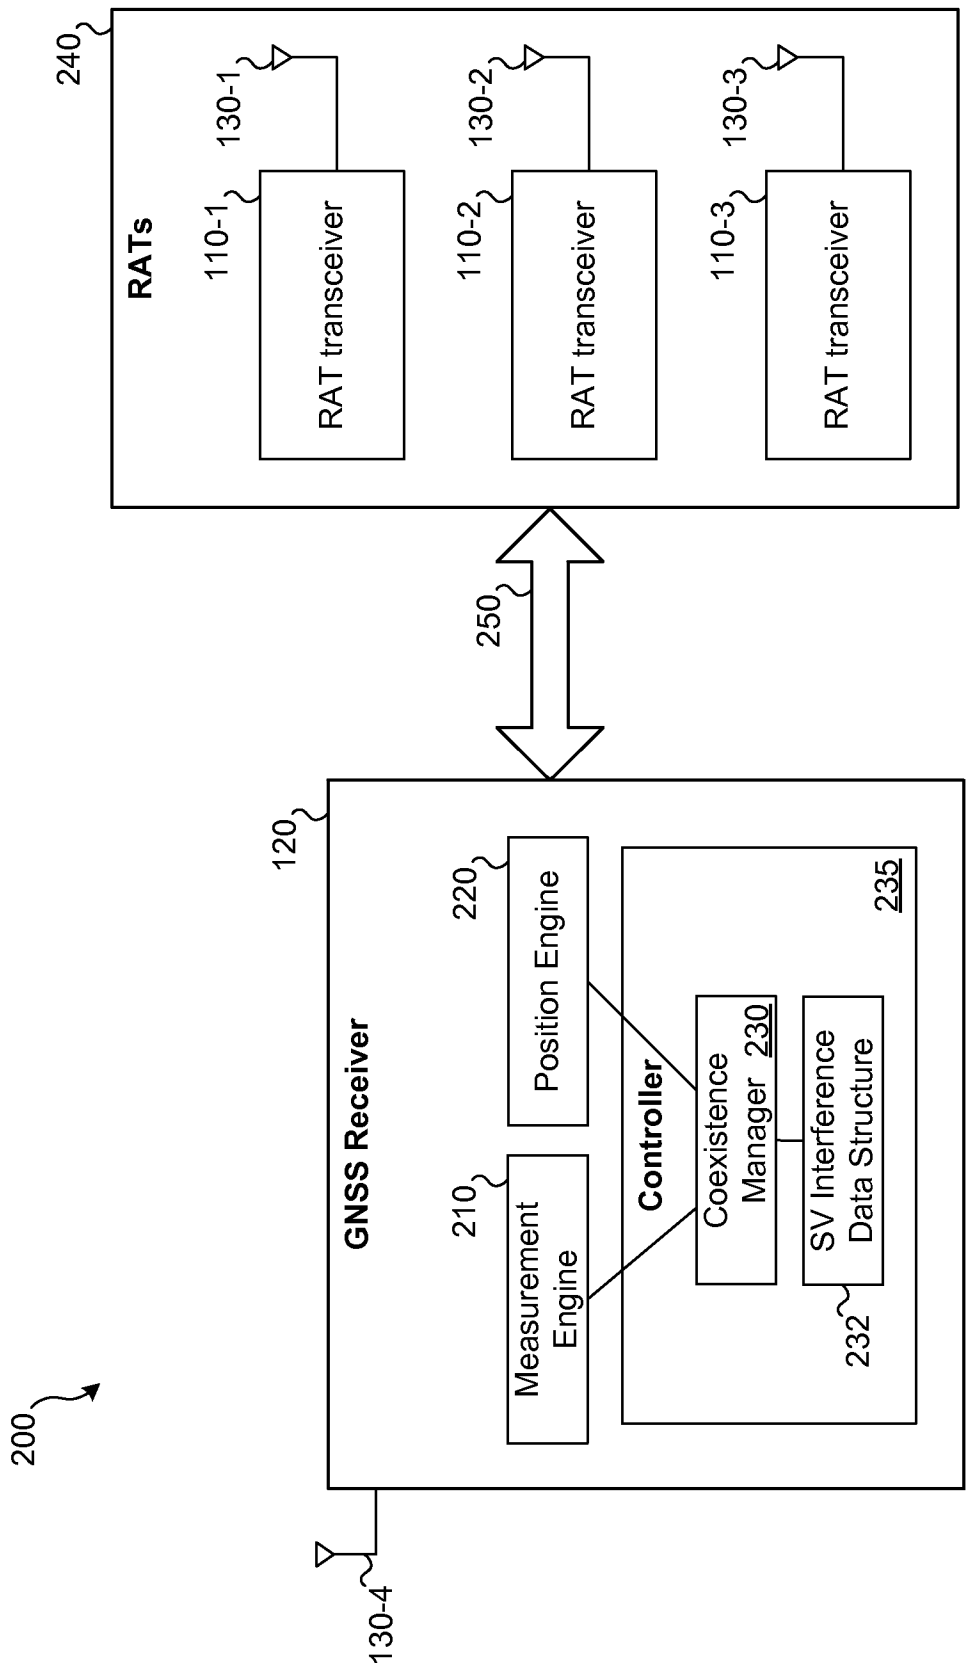 200
130-4
GNSS Receiver
120
Measurement
Engine
210
Position Engine
220
Controller
Coexistence
Manager 230
SV Interference
Data Structure
232
235
250
RATs
240
RAT transceiver
110-1
130-1
RAT transceiver
110-2
130-2
RAT transceiver
110-3
130-3